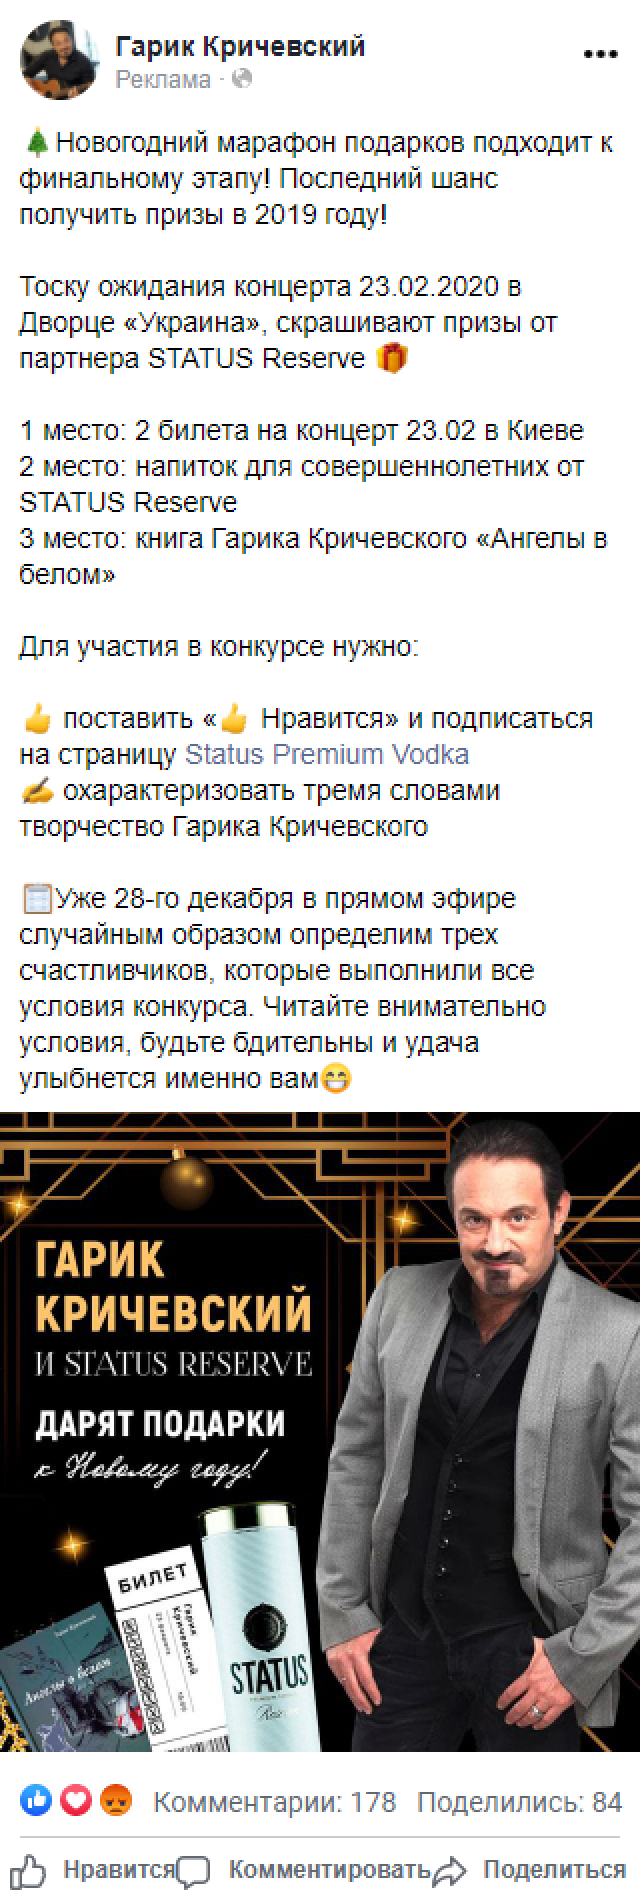 Гарик Кричевский
Реклама ·
🎄Новогодний марафон подарков подходит к
финальному этапу! Последний шанс
получить призы в 2019 году!
Тоску ожидания концерта 23.02.2020 в
Дворце «Украина», скрашивают призы от
партнера STATUS Reserve 🎁
1 место: 2 билета на концерт 23.02 в Киеве
2 место: напиток для совершеннолетних от
STATUS Reserve
3 место: книга Гарика Кричевского «Ангелы в
белом»
Для участия в конкурсе нужно:
👍 поставить «👍 Нравится» и подписаться
на страницу Status Premium Vodka
✍ охарактеризовать тремя словами
творчество Гарика Кричевского
📋Уже 28-го декабря в прямом эфире
случайным образом определим трех
счастливчиков, которые выполнили все
условия конкурса. Читайте внимательно
условия, будьте бдительны и удача
улыбнется именно вам😁
ГАРИК
КРИЧЕВСКИЙ
И STATUS RESERVE
ДАРЯТ ПОДАРКИ
к Новому году!
БИЛЕТ
Гарик
Кричевский
Ангелы в белом
STATUS
Комментарии: 178 Поделились: 84
Нравится Комментировать Поделиться